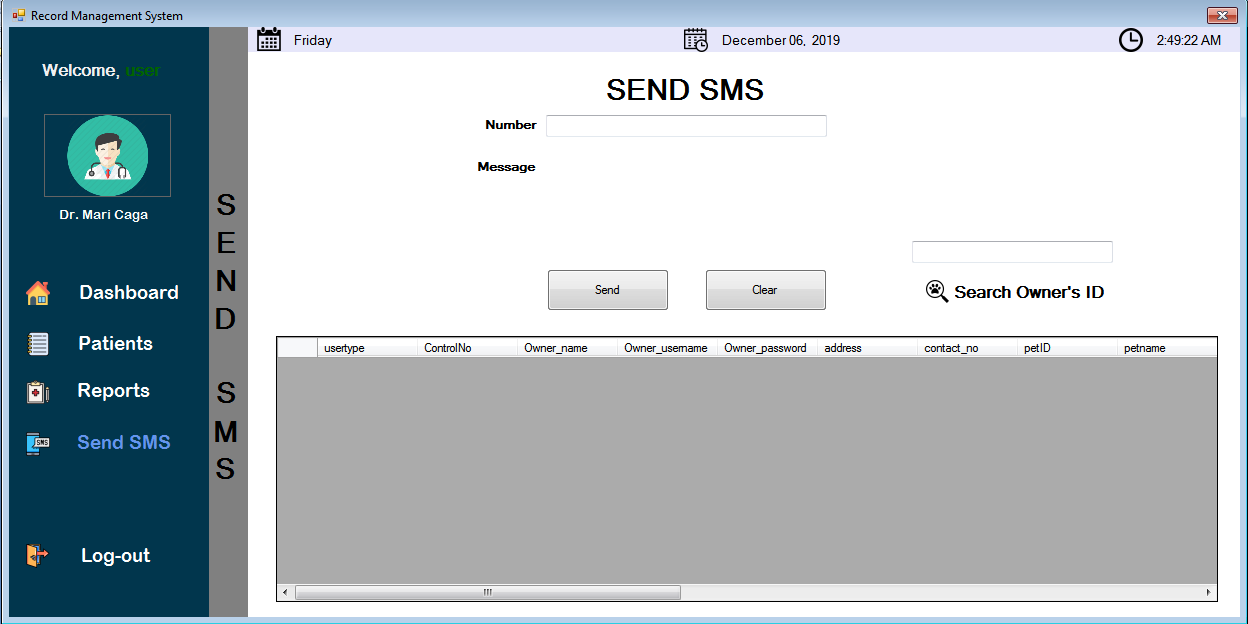 Record Management System
Friday
December 06, 2019
2:49:22 AM
Welcome, user
Dr. Mari Caga
Dashboard
Patients
Reports
SMS
Send SMS
Log-out
SEND SMS
SEND SMS
Number
Message
Send
Clear
Search Owner's ID
usertype ControlNo Owner_name Owner_username Owner_password address contact_no petID petname